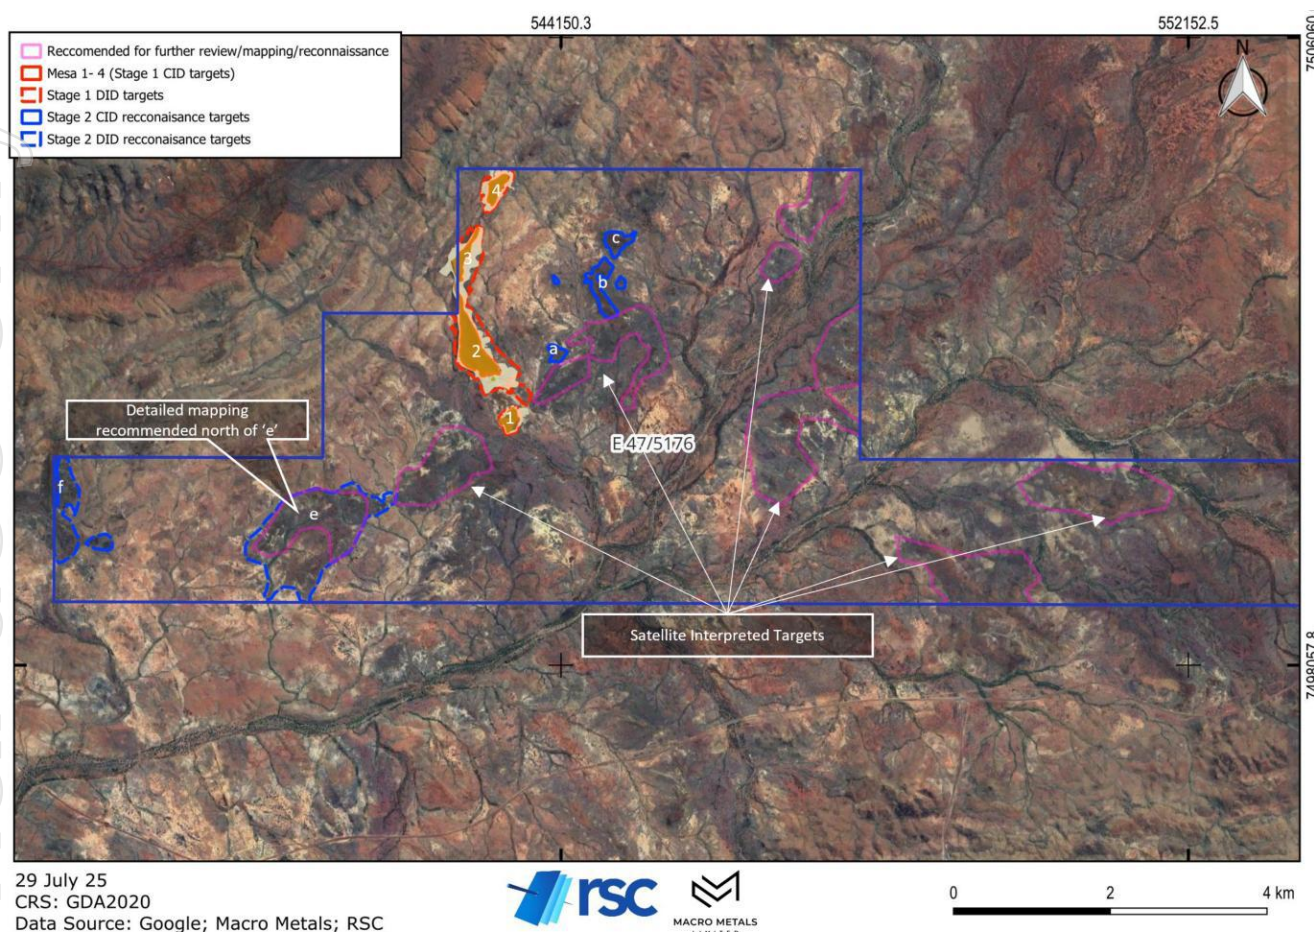 544150.3
552152.5
7506060
Reccomended for further review/mapping/reconnaissance
Mesa 1- 4 (Stage 1 CID targets)
Stage 1 DID targets
Stage 2 CID recconaisance targets
Stage 2 DID recconaisance targets
N
4
c
3
b
a
2
1
Detailed mapping
recommended north of ‘e’
E 47/5176
f
e
Satellite Interpreted Targets
7498057.8
29 July 25
CRS: GDA2020
Data Source: Google; Macro Metals; RSC
rsc
MACRO METALS
0
2
4 km